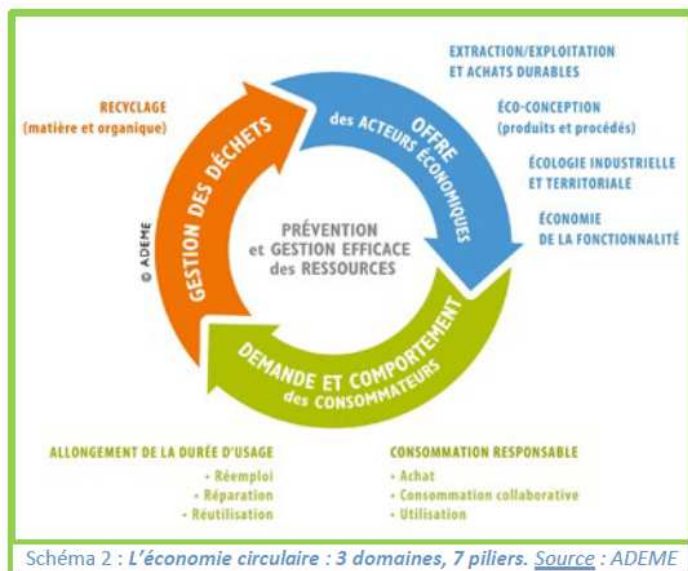 EXTRACTION/EXPLOITATION
ET ACHATS DURABLES
RECYCLAGE
(matière et organique)
ÉCO-CONCEPTION
(produits et procédés)
ÉCOLOGIE INDUSTRIELLE
ET TERRITORIALE
ÉCONOMIE
DE LA FONCTIONNALITÉ
OFFRE
des ACTEURS ÉCONOMIQUES
GESTION DES DÉCHETS
© ADEME
PRÉVENTION
et GESTION EFFICACE
des RESSOURCES
DEMANDE ET COMPORTEMENT
des CONSOMMATEURS
ALLONGEMENT DE LA DURÉE D'USAGE
• Réemploi
• Réparation
• Réutilisation
CONSOMMATION RESPONSABLE
• Achat
• Consommation collaborative
• Utilisation
Schéma 2 : L'économie circulaire : 3 domaines, 7 piliers. Source : ADEME